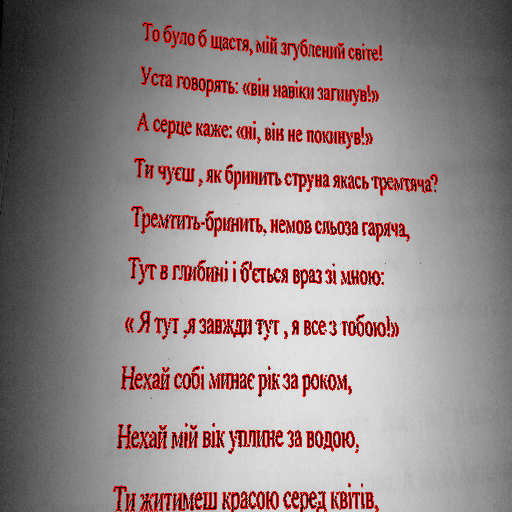 То було б щастя, мій згублений світе!
Уста говорять: «він навіки загинув!»
А серце каже: «ні, він не покинув!»
Ти чуєш , як бринить струна якась тремтяча?
Тремтить-бринить, немов сльоза гаряча,
Тут в глибині і б'ється враз зі мною:
« Я тут ,я завжди тут , я все з тобою!»
Нехай собі минає рік за роком,
Нехай мій вік уплине за водою,
Ти житимеш красою серед квітів,